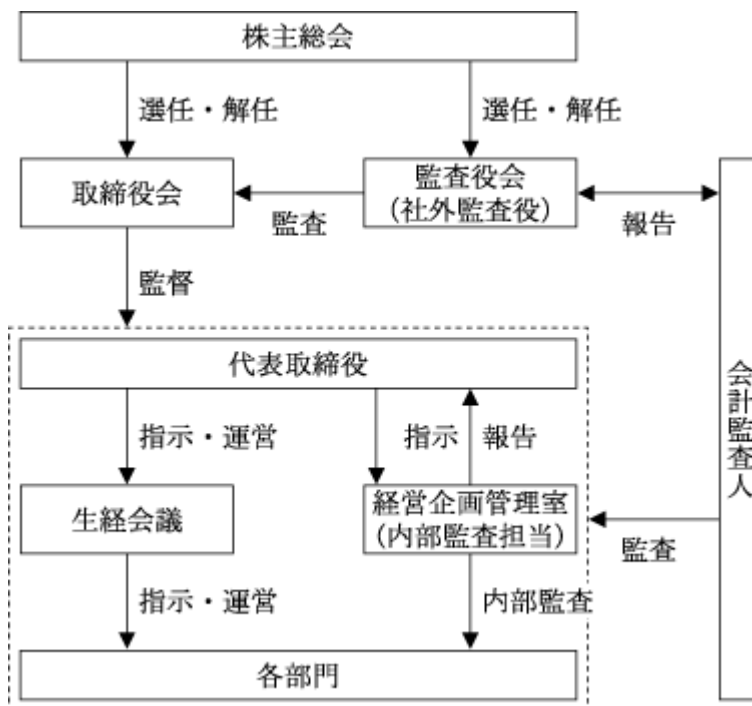 株主総会
選任・解任
選任・解任
取締役会
監査役会
(社外監査役)
監査
報告
監督
代表取締役
指示・運営
指示
報告
生経会議
経営企画管理室
(内部監査担当)
監査
指示・運営
内部監査
各部門
会計監査人